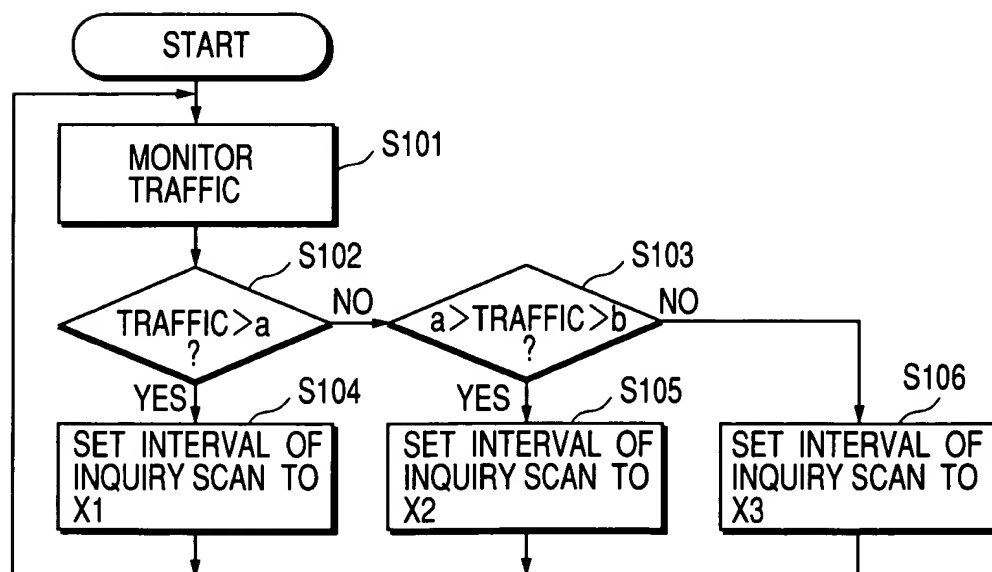 START
MONITOR
TRAFFIC
S101
S102
TRAFFIC>a
?
NO
S103
a>TRAFFIC>b
?
NO
YES
S104
SET INTERVAL OF
INQUIRY SCAN TO
X1
YES
S105
SET INTERVAL OF
INQUIRY SCAN TO
X2
S106
SET INTERVAL OF
INQUIRY SCAN TO
X3